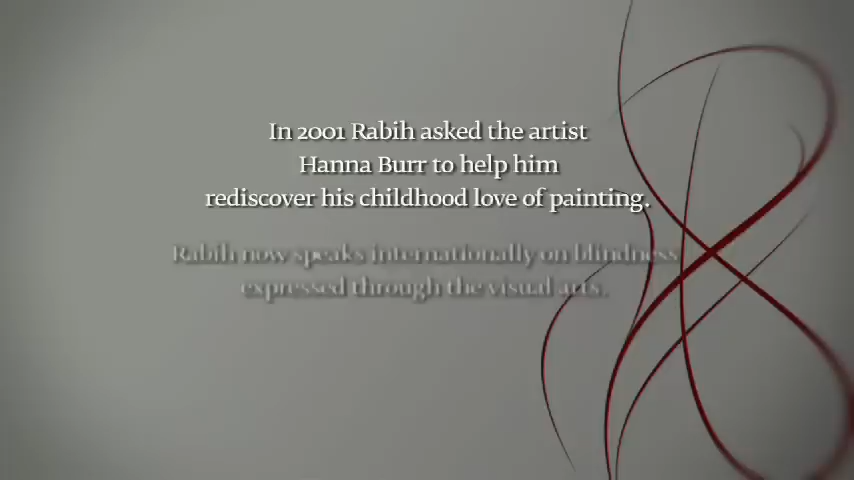 In 2001 Rabih asked the artist
Hanna Burr to help him
rediscover his childhood love of painting.
Rabih now speaks internationally on blindness
expressed through the visual arts.